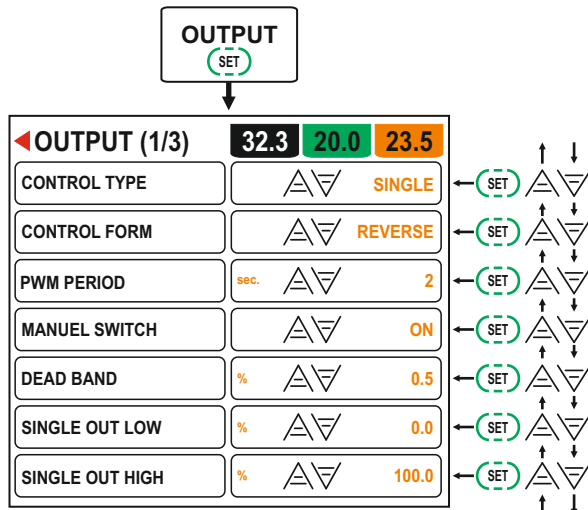 OUTPUT
SET
OUTPUT (1/3) 32.3 20.0 23.5
CONTROL TYPE SINGLE SET
CONTROL FORM REVERSE SET
PWM PERIOD sec. 2 SET
MANUEL SWITCH ON SET
DEAD BAND % 0.5 SET
SINGLE OUT LOW % 0.0 SET
SINGLE OUT HIGH % 100.0 SET